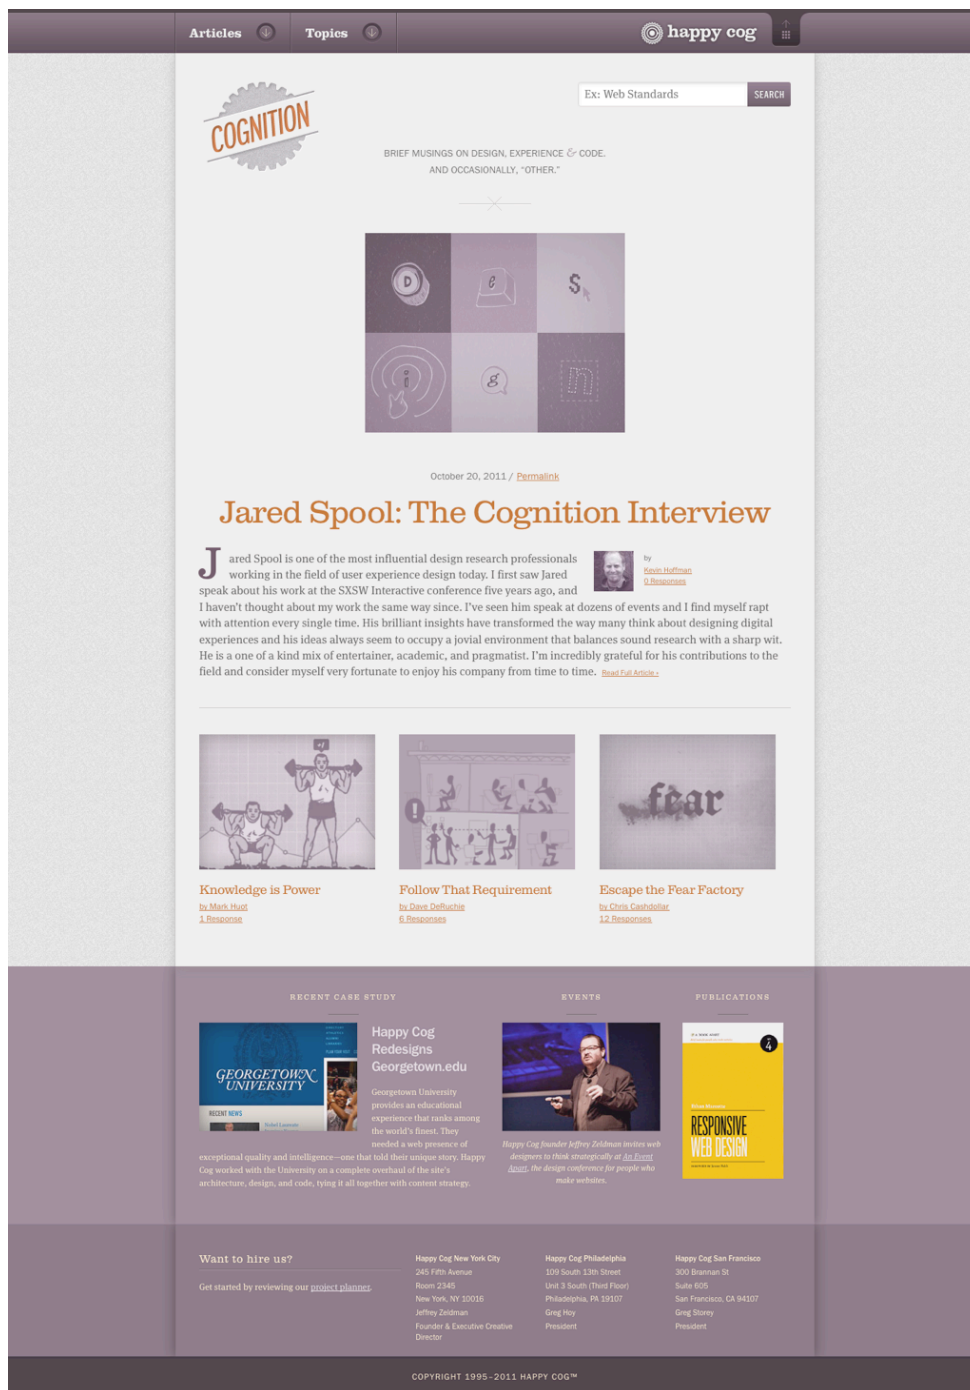 Articles
Topics
happy cog
COGNITION
Ex: Web Standards
SEARCH
BRIEF MUSINGS ON DESIGN, EXPERIENCE & CODE.
AND OCCASIONALLY, “OTHER.”
D e s
i g n
October 20, 2011 / Permalink
Jared Spool: The Cognition Interview
Jared Spool is one of the most influential design research professionals
working in the field of user experience design today. I first saw Jared
speak about his work at the SXSW Interactive conference five years ago, and
I haven’t thought about my work the same way since. I’ve seen him speak at dozens of events and I find myself rapt
with attention every single time. His brilliant insights have transformed the way many think about designing digital
experiences and his ideas always seem to occupy a jovial environment that balances sound research with a sharp wit.
He is a one of a kind mix of entertainer, academic, and pragmatist. I’m incredibly grateful for his contributions to the
field and consider myself very fortunate to enjoy his company from time to time. Read Full Article ›
by
Kevin Hoffman
0 Responses
fear
Knowledge is Power
by Mark Huot
1 Response
Follow That Requirement
by Dave DeRuchie
6 Responses
Escape the Fear Factory
by Chris Cashdollar
12 Responses
RECENT CASE STUDY
GEORGETOWN
UNIVERSITY
RECENT NEWS
Happy Cog
Redesigns
Georgetown.edu
Georgetown University
provides an educational
experience that ranks among
the world’s finest. They
needed a web presence of
exceptional quality and intelligence—one that told their unique story. Happy
Cog worked with the University on a complete overhaul of the site’s
architecture, design, and code, tying it all together with content strategy.
EVENTS
Happy Cog founder Jeffrey Zeldman invites web
designers to think strategically at An Event
Apart, the design conference for people who
make websites.
PUBLICATIONS
4
RESPONSIVE
WEB DESIGN
Want to hire us?
Get started by reviewing our project planner.
Happy Cog New York City
245 Fifth Avenue
Room 2345
New York, NY 10016
Jeffrey Zeldman
Founder & Executive Creative
Director
Happy Cog Philadelphia
109 South 13th Street
Unit 3 South (Third Floor)
Philadelphia, PA 19107
Greg Hoy
President
Happy Cog San Francisco
300 Brannan St
Suite 605
San Francisco, CA 94107
Greg Storey
President
COPYRIGHT 1995–2011 HAPPY COG™